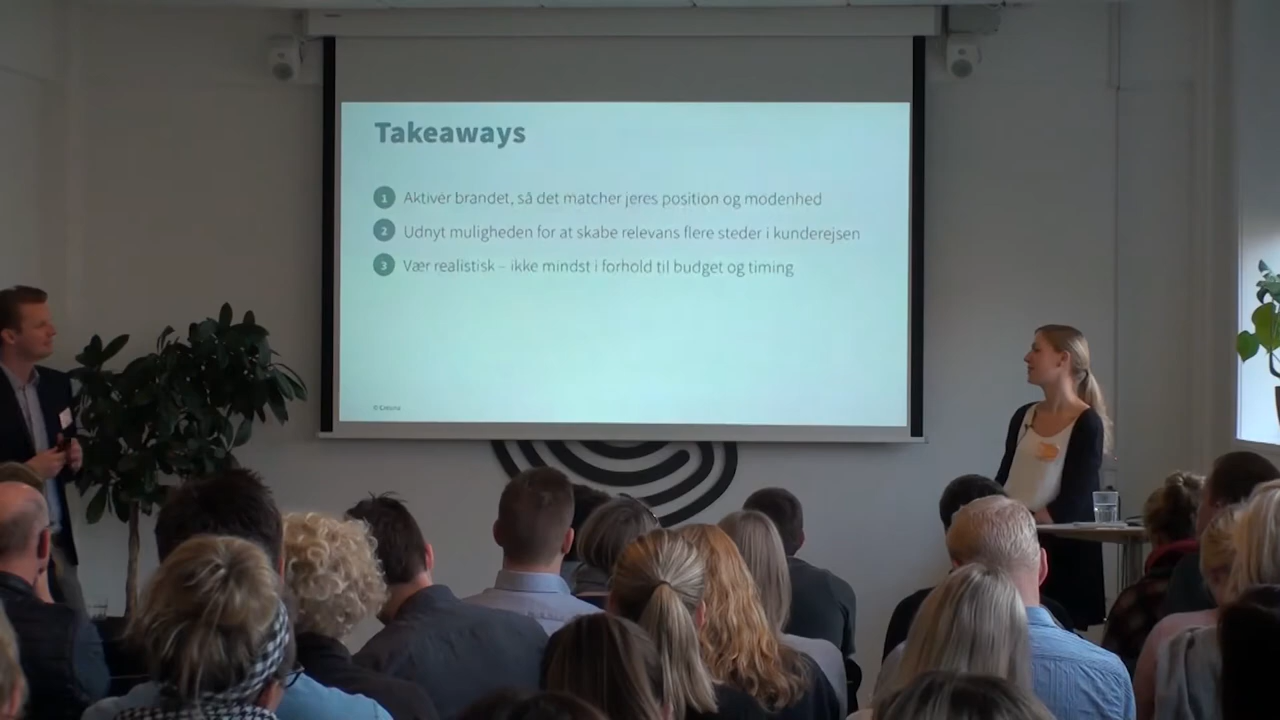 Takeaways
1 Aktivér brandet, så det matcher jeres position og modenhed
2 Udnyt muligheden for at skabe relevans flere steder i kunderejsen
3 Vær realistisk – ikke mindst i forhold til budget og timing